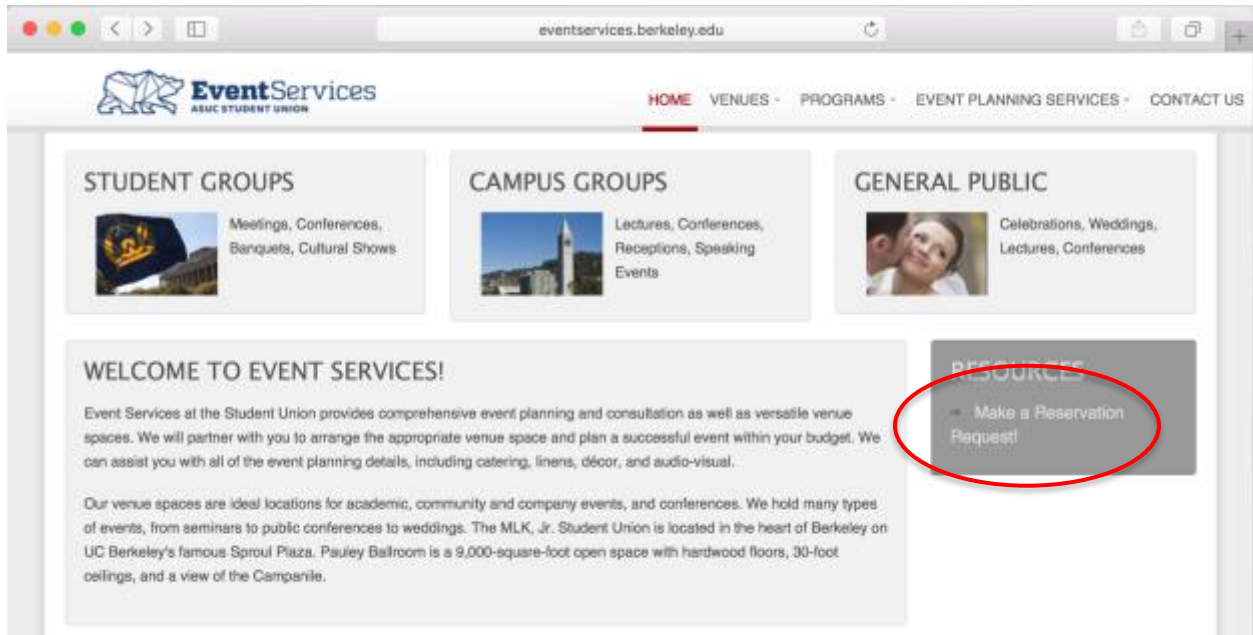 eventservices.berkeley.edu
EventServices
ASUC STUDENT UNION
HOME VENUES - PROGRAMS - EVENT PLANNING SERVICES - CONTACT US
STUDENT GROUPS
Meetings, Conferences,
Banquets, Cultural Shows
CAMPUS GROUPS
Lectures, Conferences,
Receptions, Speaking
Events
GENERAL PUBLIC
Celebrations, Weddings,
Lectures, Conferences
WELCOME TO EVENT SERVICES!
Event Services at the Student Union provides comprehensive event planning and consultation as well as versatile venue
spaces. We will partner with you to arrange the appropriate venue space and plan a successful event within your budget. We
can assist you with all of the event planning details, including catering, linens, décor, and audio-visual.
Our venue spaces are ideal locations for academic, community and company events, and conferences. We hold many types
of events, from seminars to public conferences to weddings. The MLK, Jr. Student Union is located in the heart of Berkeley on
UC Berkeley's famous Sproul Plaza. Pauley Ballroom is a 9,000-square-foot open space with hardwood floors, 30-foot
ceilings, and a view of the Campanile.
RESOURCES
Make a Reservation
Request!